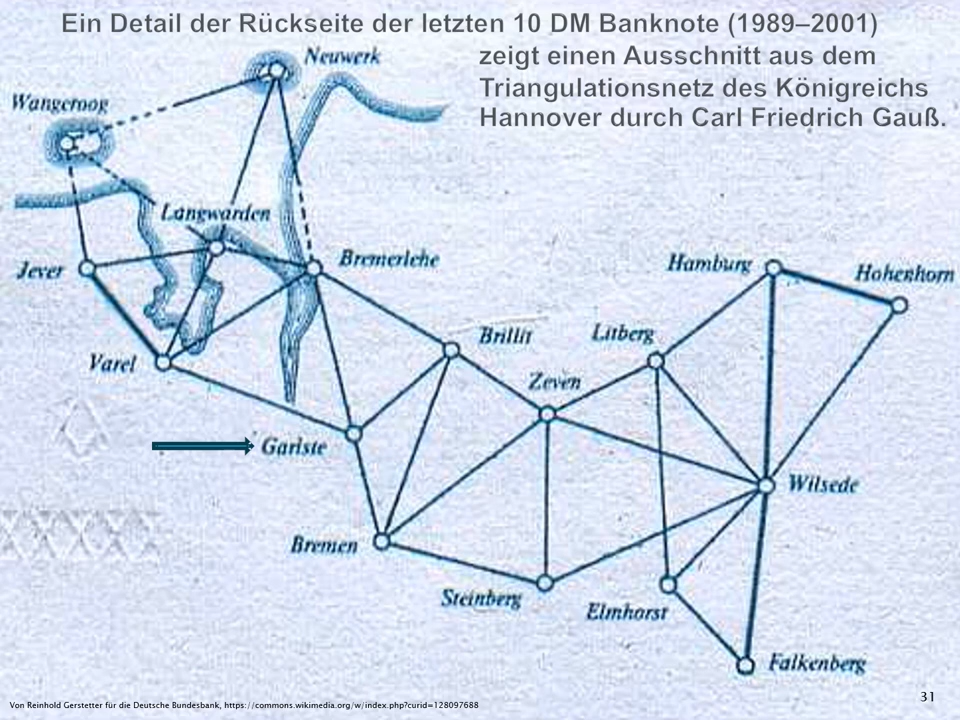 Ein Detail der Rückseite der letzten 10 DM Banknote (1989–2001)
zeigt einen Ausschnitt aus dem
Triangulationsnetz des Königreichs
Hannover durch Carl Friedrich Gauß.
Neuwerk
Wangeroog
Langwarden
Jever
Bremerlehe
Hamburg
Hohenhorn
Varel
Brillit
Litberg
Zeven
Garlste
Wilsede
Bremen
Steinberg
Elmhorst
Falkenberg
Von Reinhold Gerstetter für die Deutsche Bundesbank, https://commons.wikimedia.org/w/index.php?curid=128097688
31